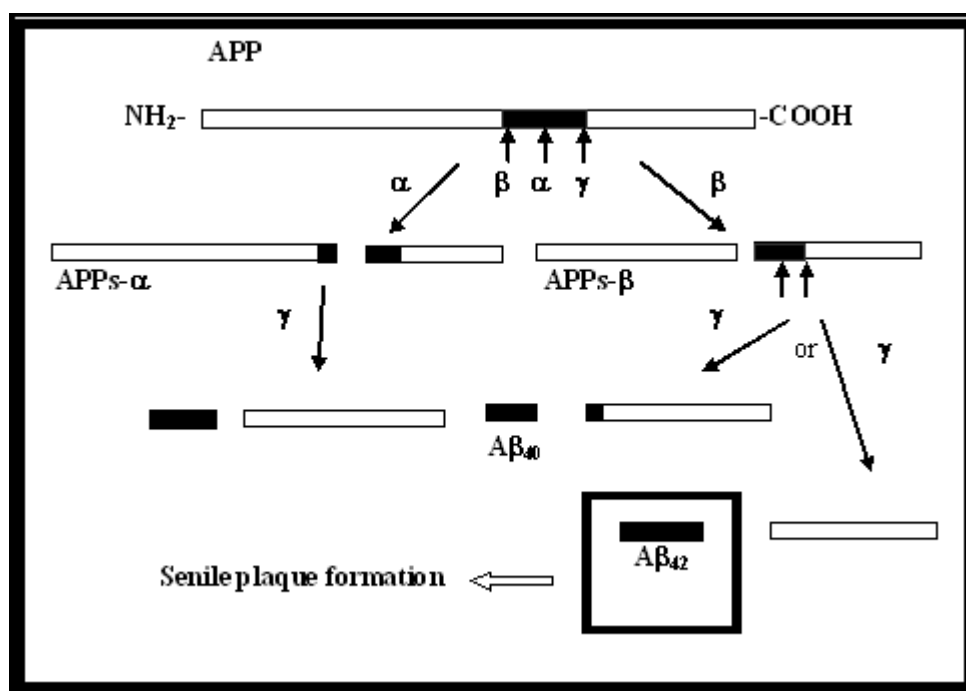 APP
NH₂- -COOH
α β α γ β
APPs-α APPs-β
γ γ or γ
Aβ₄₀
Aβ₄₂
Senile plaque formation